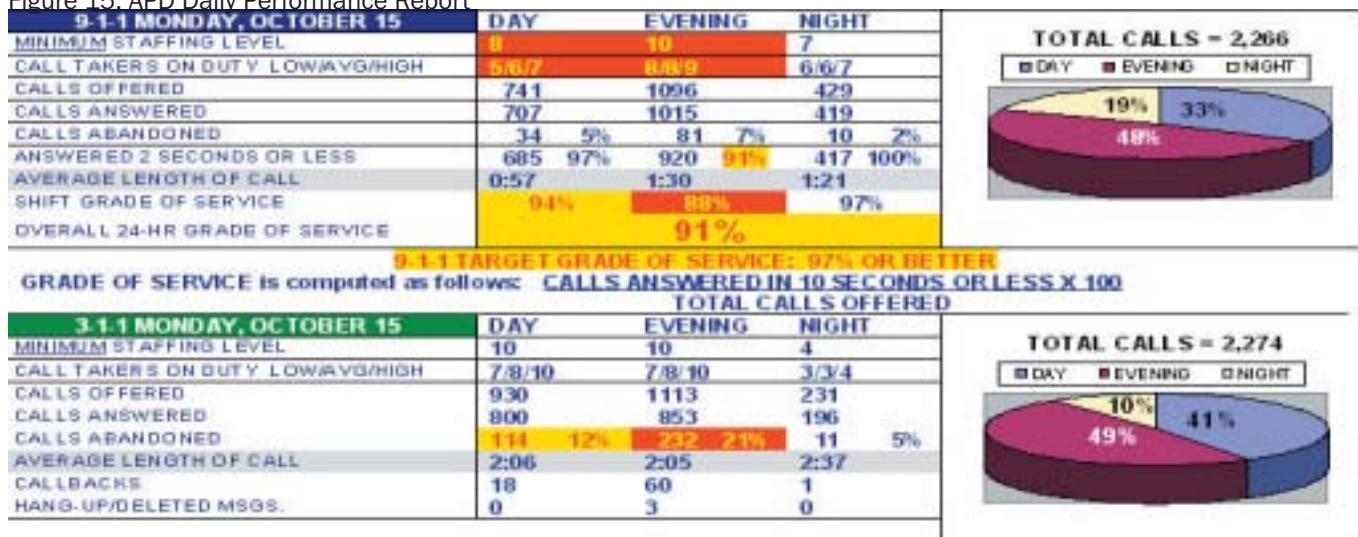 Figure 15. APD Daily Performance Report
9-1-1 MONDAY, OCTOBER 15 DAY EVENING NIGHT
MINIMUM STAFFING LEVEL 8 10 7
CALL TAKERS ON DUTY LOW/AVG/HIGH 5/6/7 8/8/9 6/6/7
CALLS OFFERED 741 1096 429
CALLS ANSWERED 707 1015 419
CALLS ABANDONED 34 5% 81 7% 10 2%
ANSWERED 2 SECONDS OR LESS 685 97% 920 91% 417 100%
AVERAGE LENGTH OF CALL 0:57 1:30 1:21
SHIFT GRADE OF SERVICE 94% 88% 97%
OVERALL 24-HR GRADE OF SERVICE 91%
TOTAL CALLS = 2,266
DAY EVENING NIGHT
19% 33%
48%
9-1-1 TARGET GRADE OF SERVICE: 97% OR BETTER
GRADE OF SERVICE is computed as follows: CALLS ANSWERED IN 10 SECONDS OR LESS X 100
TOTAL CALLS OFFERED
3-1-1 MONDAY, OCTOBER 15 DAY EVENING NIGHT
MINIMUM STAFFING LEVEL 10 10 4
CALL TAKERS ON DUTY LOW/AVG/HIGH 7/8/10 7/8/10 3/3/4
CALLS OFFERED 930 1113 231
CALLS ANSWERED 800 853 196
CALLS ABANDONED 114 12% 232 21% 11 5%
AVERAGE LENGTH OF CALL 2:06 2:05 2:37
CALLBACKS 18 60 1
HANG-UP/DELETED MSGS. 0 3 0
TOTAL CALLS = 2,274
DAY EVENING NIGHT
10% 41%
49%